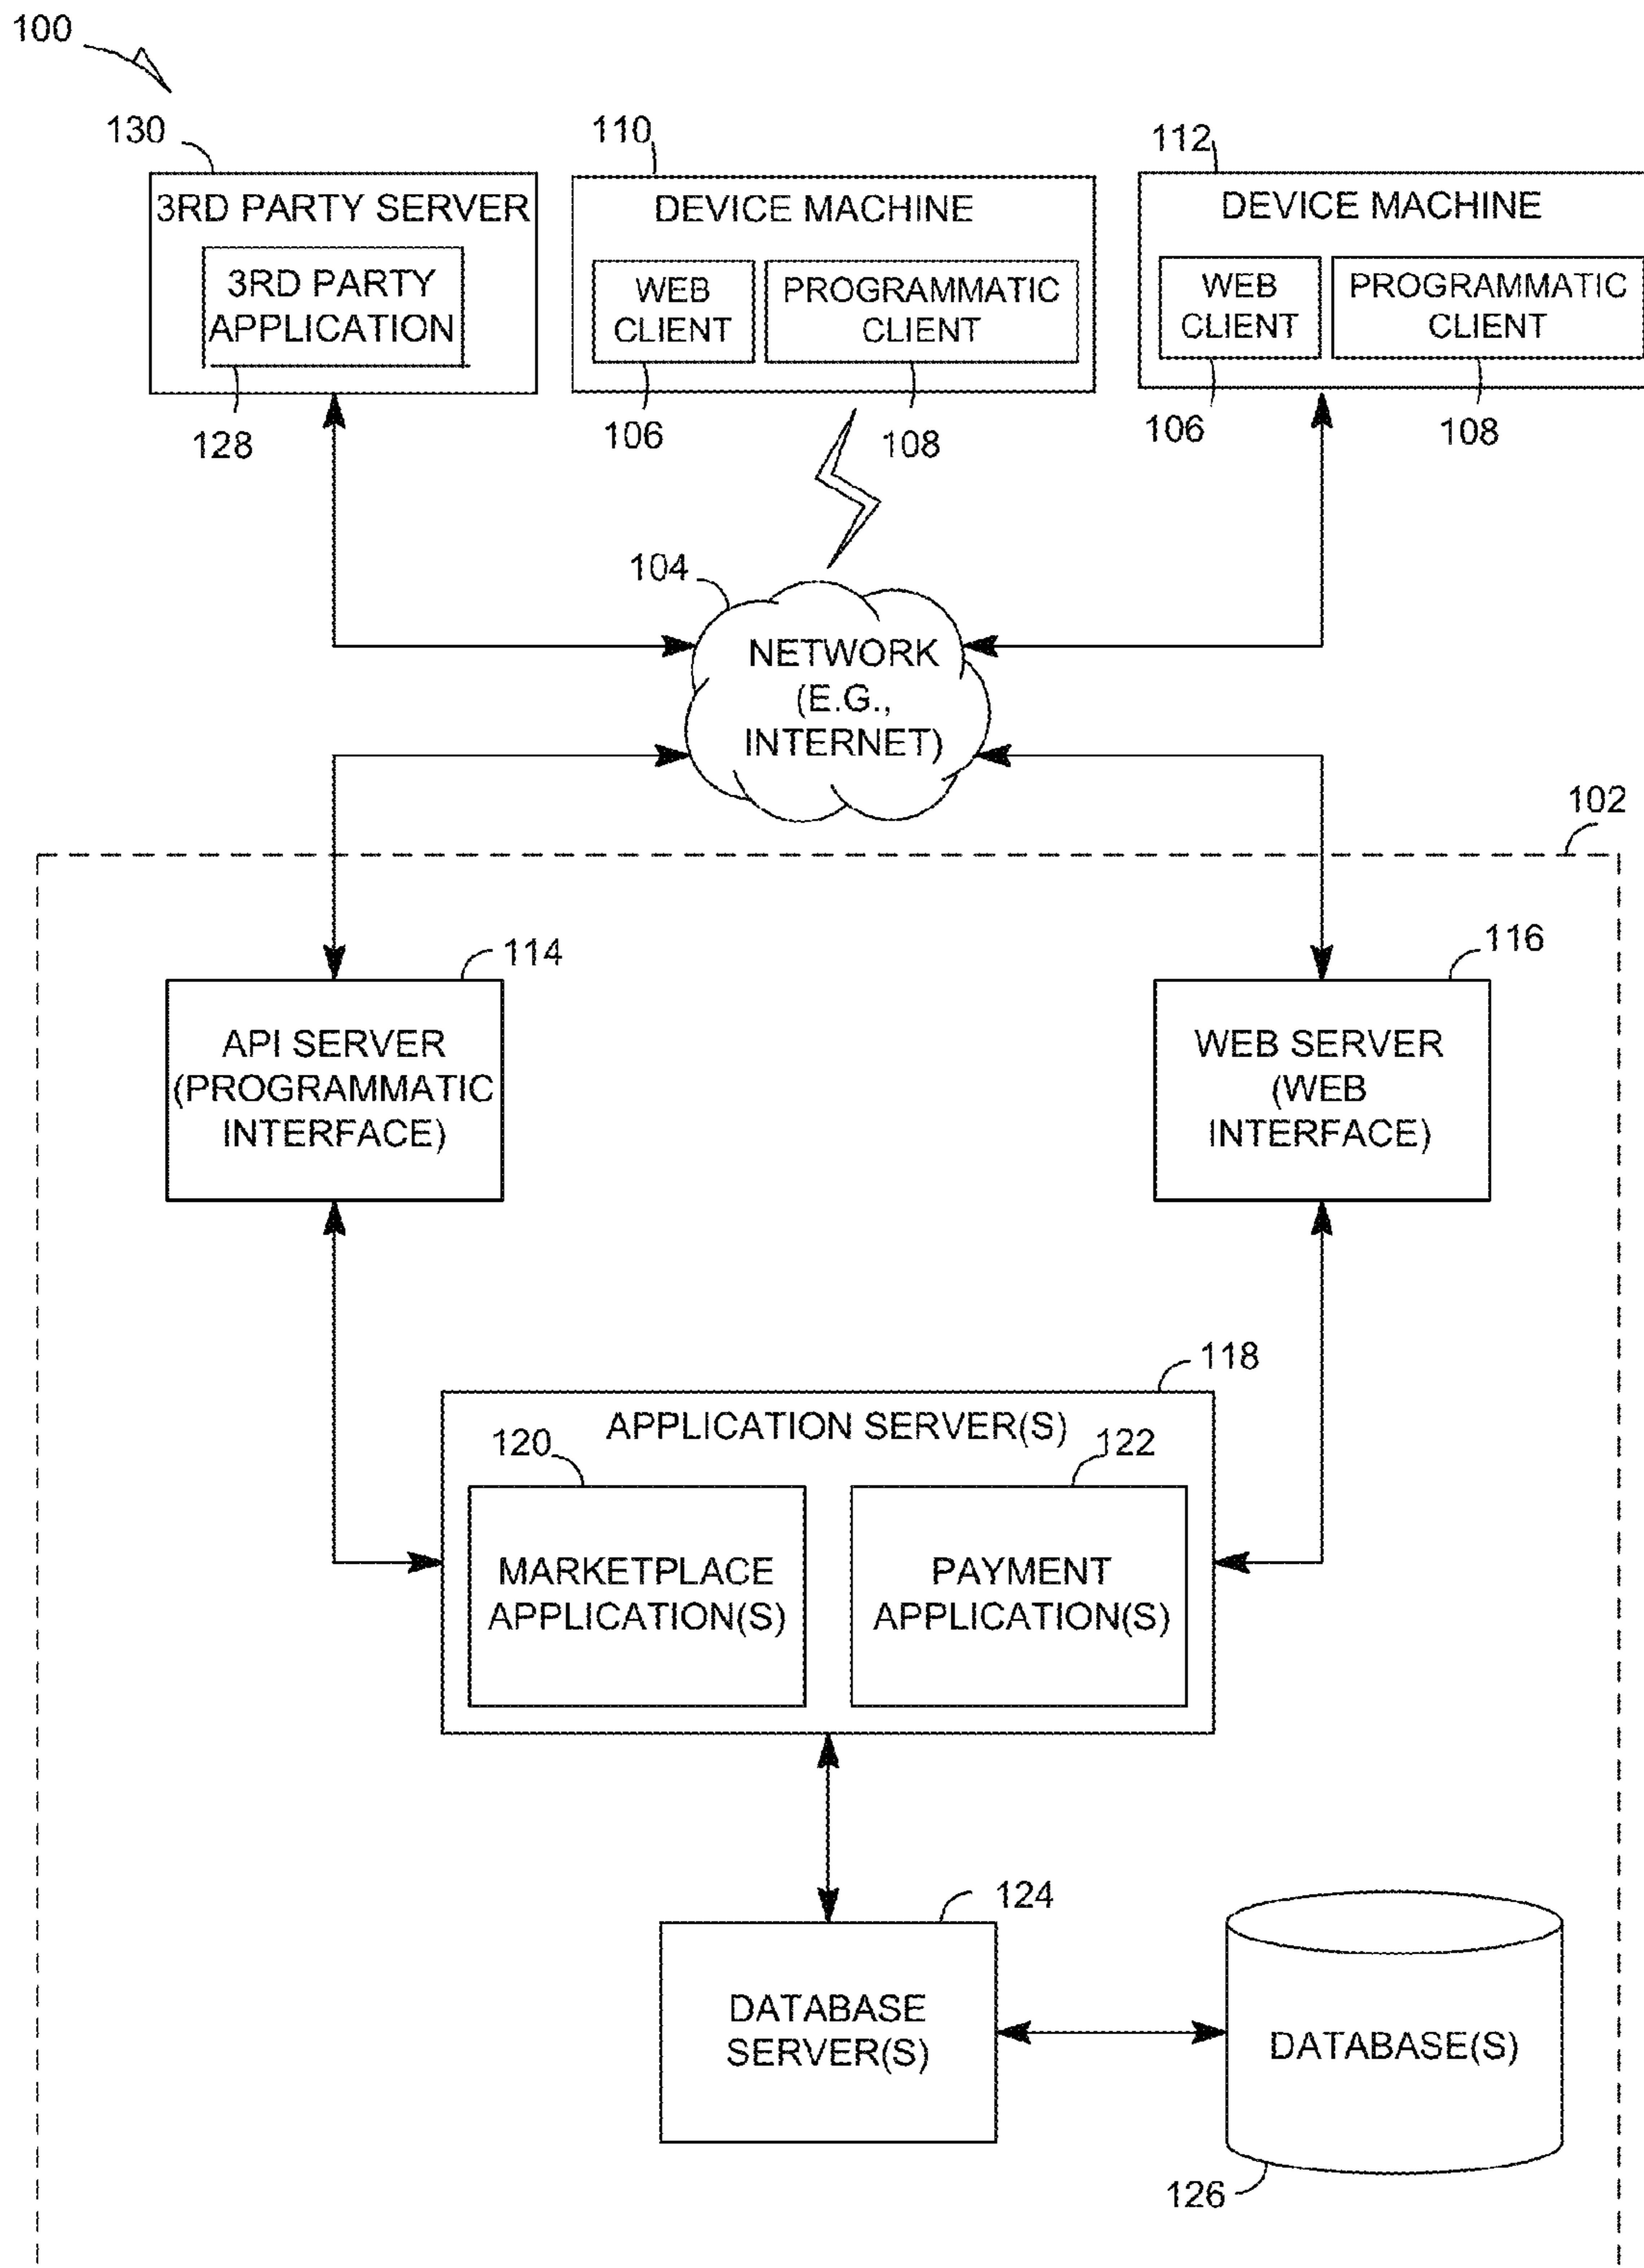 100
130
110
112
3RD PARTY SERVER
3RD PARTY
APPLICATION
128
DEVICE MACHINE
WEB
CLIENT
PROGRAMMATIC
CLIENT
106
108
DEVICE MACHINE
WEB
CLIENT
PROGRAMMATIC
CLIENT
106
108
104
NETWORK
(E.G.,
INTERNET)
102
114
API SERVER
(PROGRAMMATIC
INTERFACE)
116
WEB SERVER
(WEB
INTERFACE)
118
APPLICATION SERVER(S)
120
122
MARKETPLACE
APPLICATION(S)
PAYMENT
APPLICATION(S)
124
DATABASE
SERVER(S)
DATABASE(S)
126